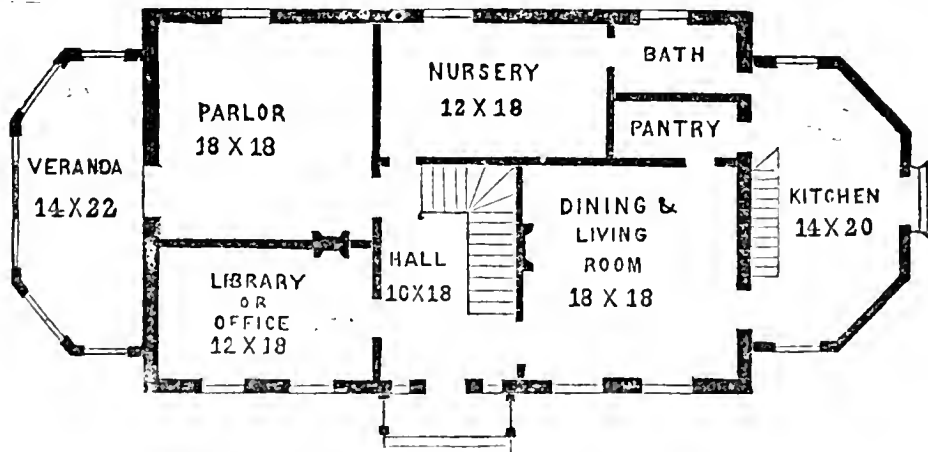 VERANDA
14X22
PARLOR
18 X 18
NURSERY
12 X 18
BATH
PANTRY
KITCHEN
14X20
LIBRARY
OR
OFFICE
12 X 18
HALL
10X18
DINING &
LIVING
ROOM
18 X 18